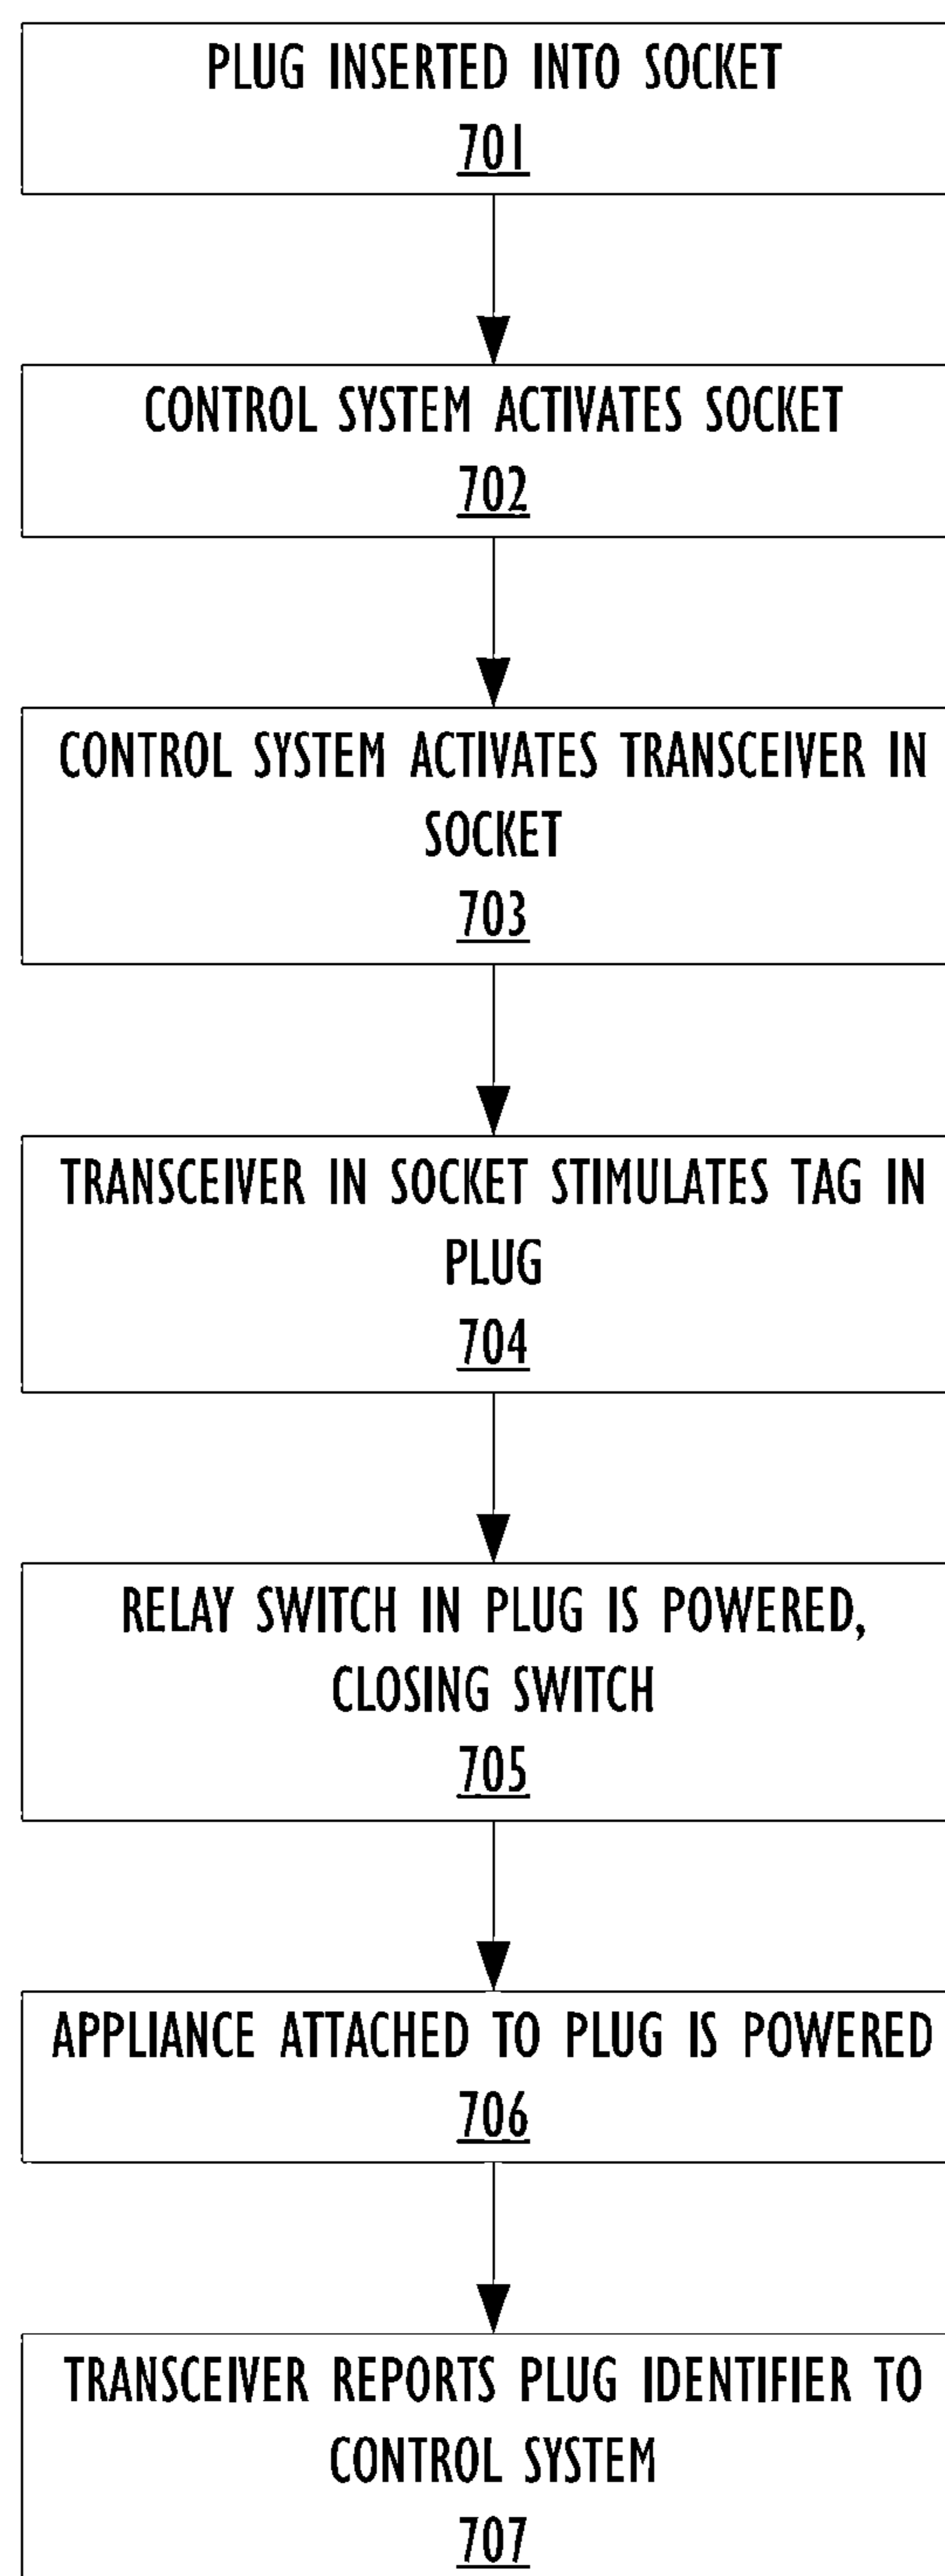 PLUG INSERTED INTO SOCKET
701
CONTROL SYSTEM ACTIVATES SOCKET
702
CONTROL SYSTEM ACTIVATES TRANSCEIVER IN
SOCKET
703
TRANSCEIVER IN SOCKET STIMULATES TAG IN
PLUG
704
RELAY SWITCH IN PLUG IS POWERED,
CLOSING SWITCH
705
APPLIANCE ATTACHED TO PLUG IS POWERED
706
TRANSCEIVER REPORTS PLUG IDENTIFIER TO
CONTROL SYSTEM
707